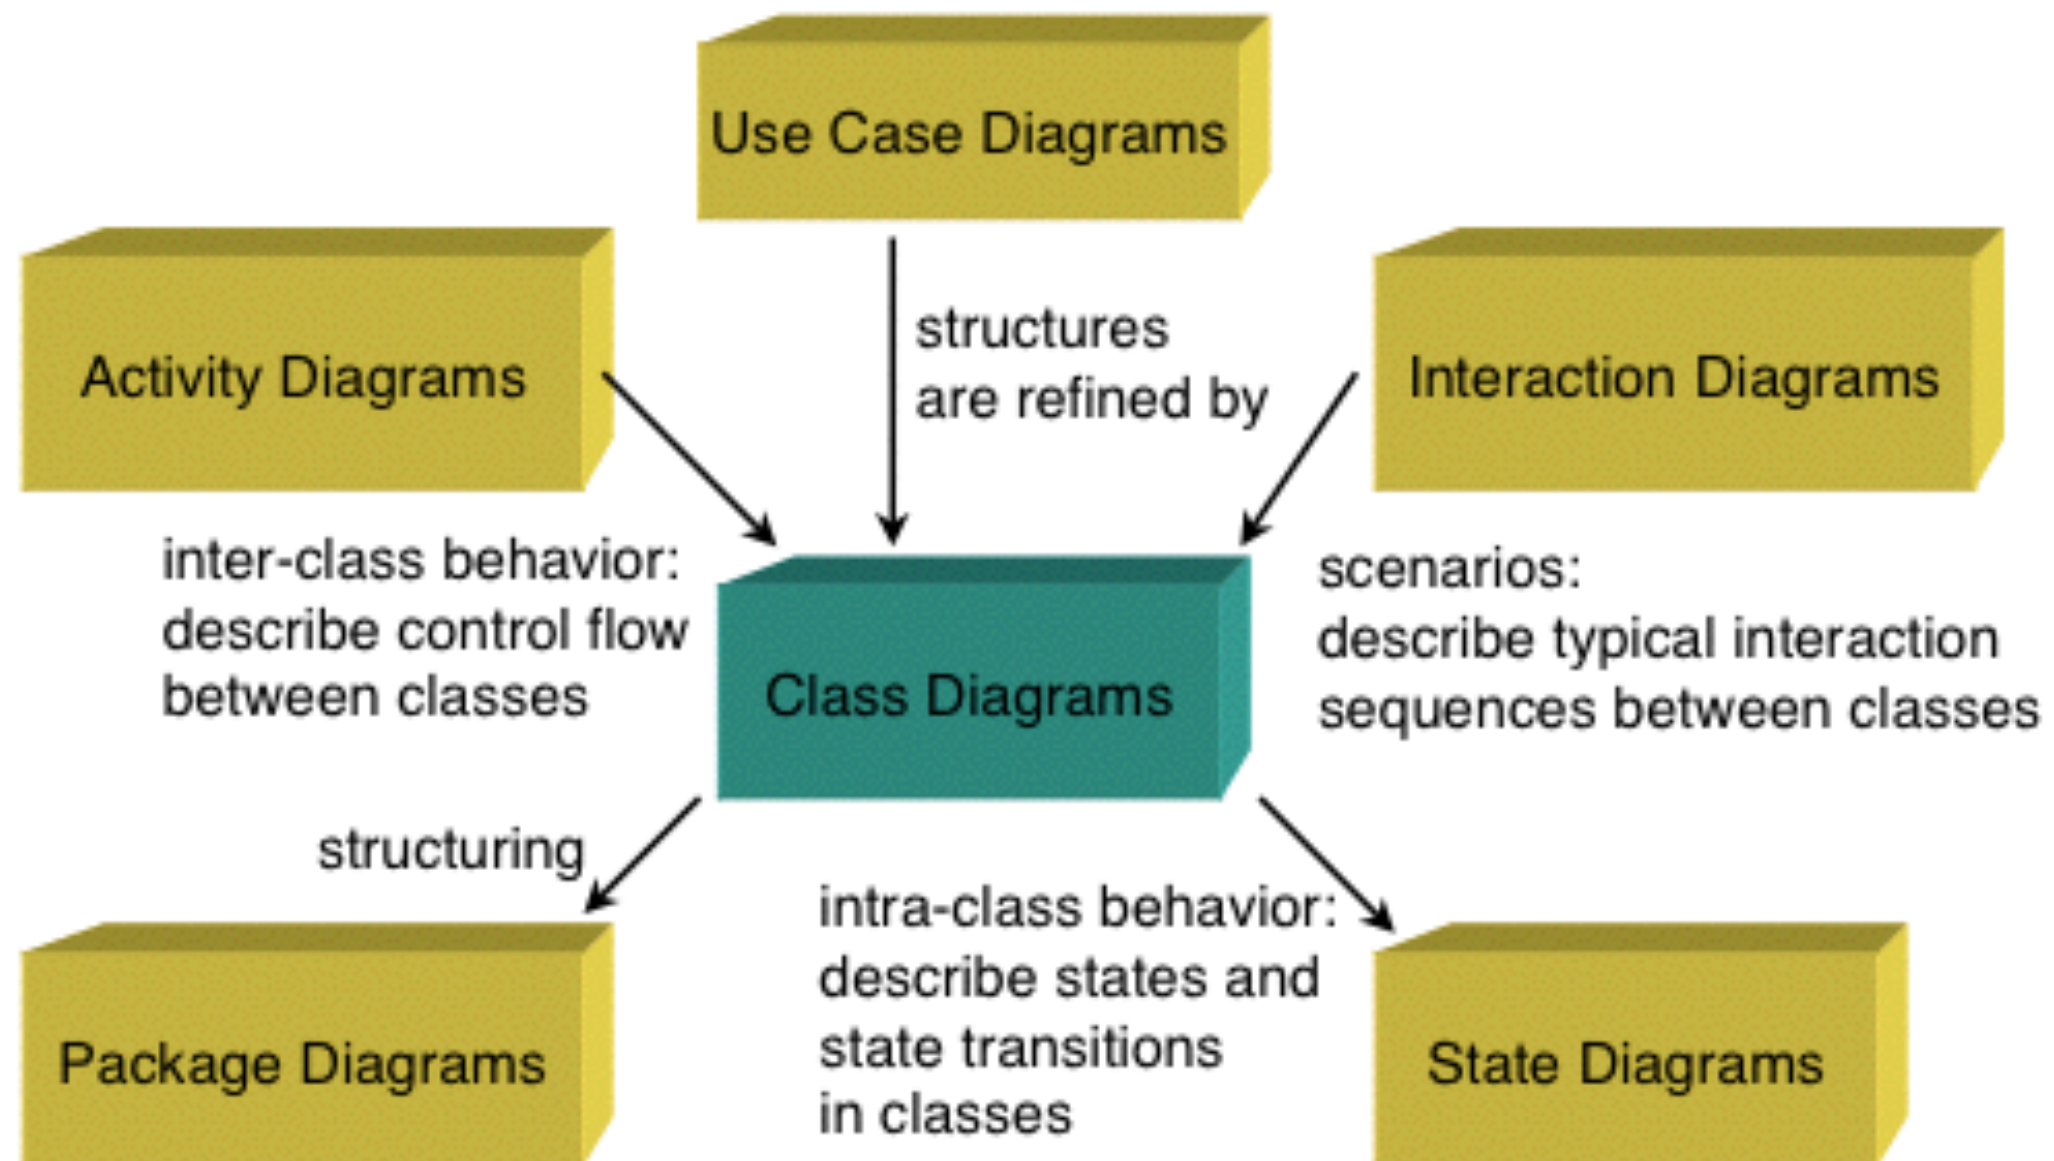 Use Case Diagrams
Activity Diagrams
structures
are refined by
Interaction Diagrams
inter-class behavior:
describe control flow
between classes
scenarios:
describe typical interaction
sequences between classes
Class Diagrams
structuring
intra-class behavior:
describe states and
state transitions
in classes
Package Diagrams
State Diagrams